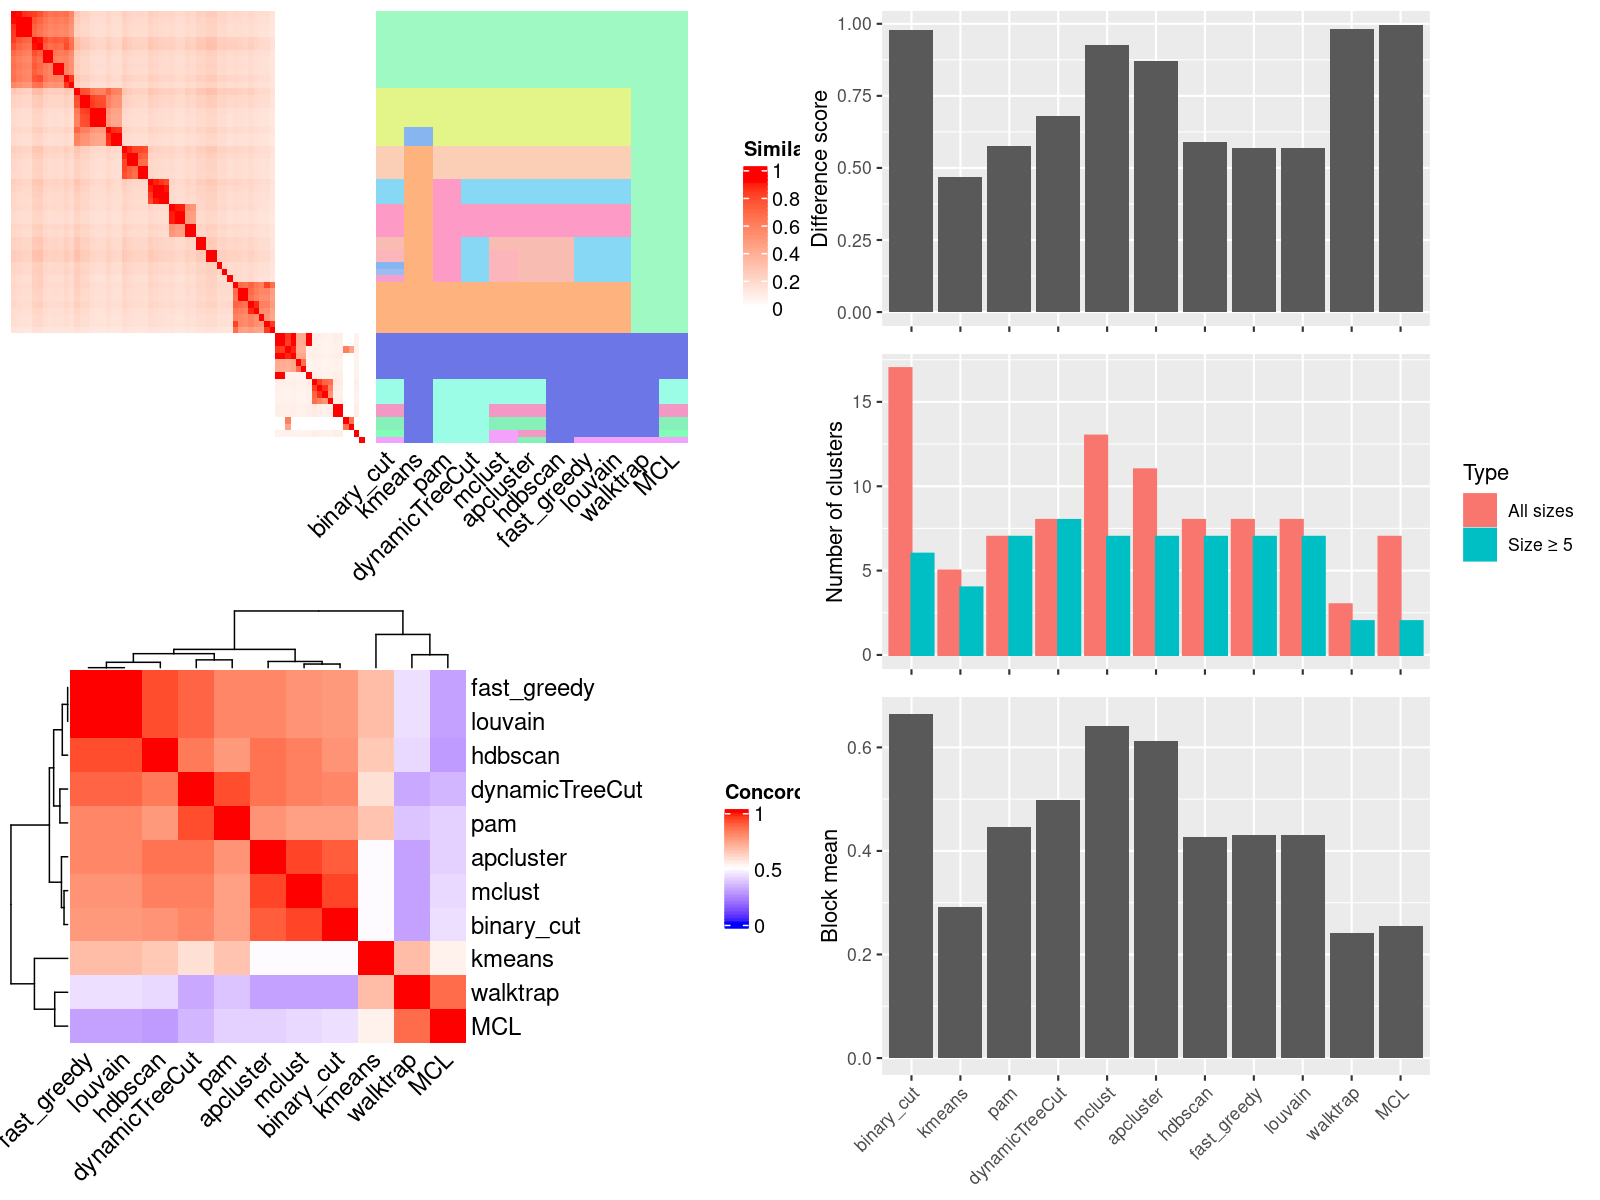 Simila
1
0.8
0.6
0.4
0.2
0
binary_cut
kmeans
pam
dynamicTreeCut
mclust
apcluster
hdbscan
fast_greedy
louvain
walktrap
MCL
fast_greedy
louvain
hdbscan
dynamicTreeCut
pam
apcluster
mclust
binary_cut
kmeans
walktrap
MCL
fast_greedy
louvain
hdbscan
dynamicTreeCut
pam
apcluster
mclust
binary_cut
kmeans
walktrap
MCL
Concord
1
0.5
0
Difference score
1.00
0.75
0.50
0.25
0.00
Number of clusters
15
10
5
0
Type
All sizes
Size ≥ 5
Block mean
0.6
0.4
0.2
0.0
binary_cut
kmeans
pam
dynamicTreeCut
mclust
apcluster
hdbscan
fast_greedy
louvain
walktrap
MCL